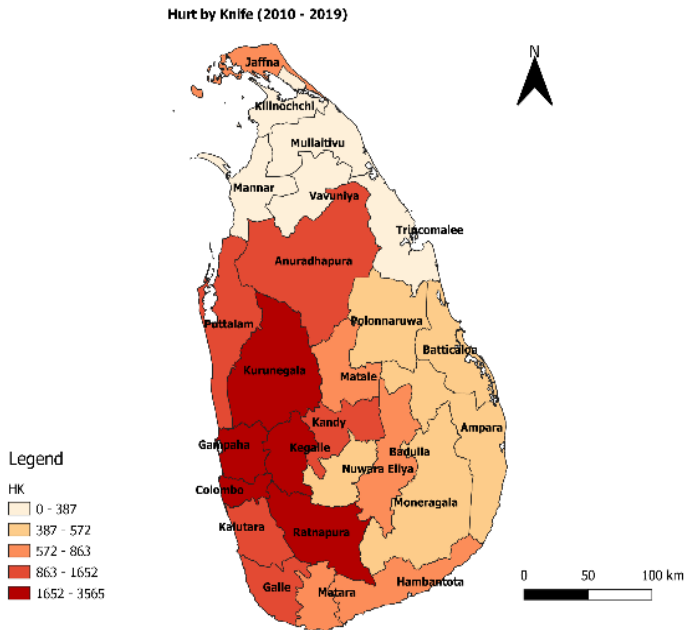 Hurt by Knife (2010 - 2019)
N
Jaffna
Kilinochchi
Mullaitivu
Mannar
Vavuniya
Trincomalee
Anuradhapura
Puttalam
Polonnaruwa
Batticaloa
Kurunegala
Matale
Kandy
Ampara
Gampaha
Kegalle
Badulla
Nuwara Eliya
Colombo
Moneragala
Kalutara
Ratnapura
Galle
Matara
Hambantota
Legend
HK
0 - 387
387 - 572
572 - 863
863 - 1652
1652 - 3565
0 50 100 km